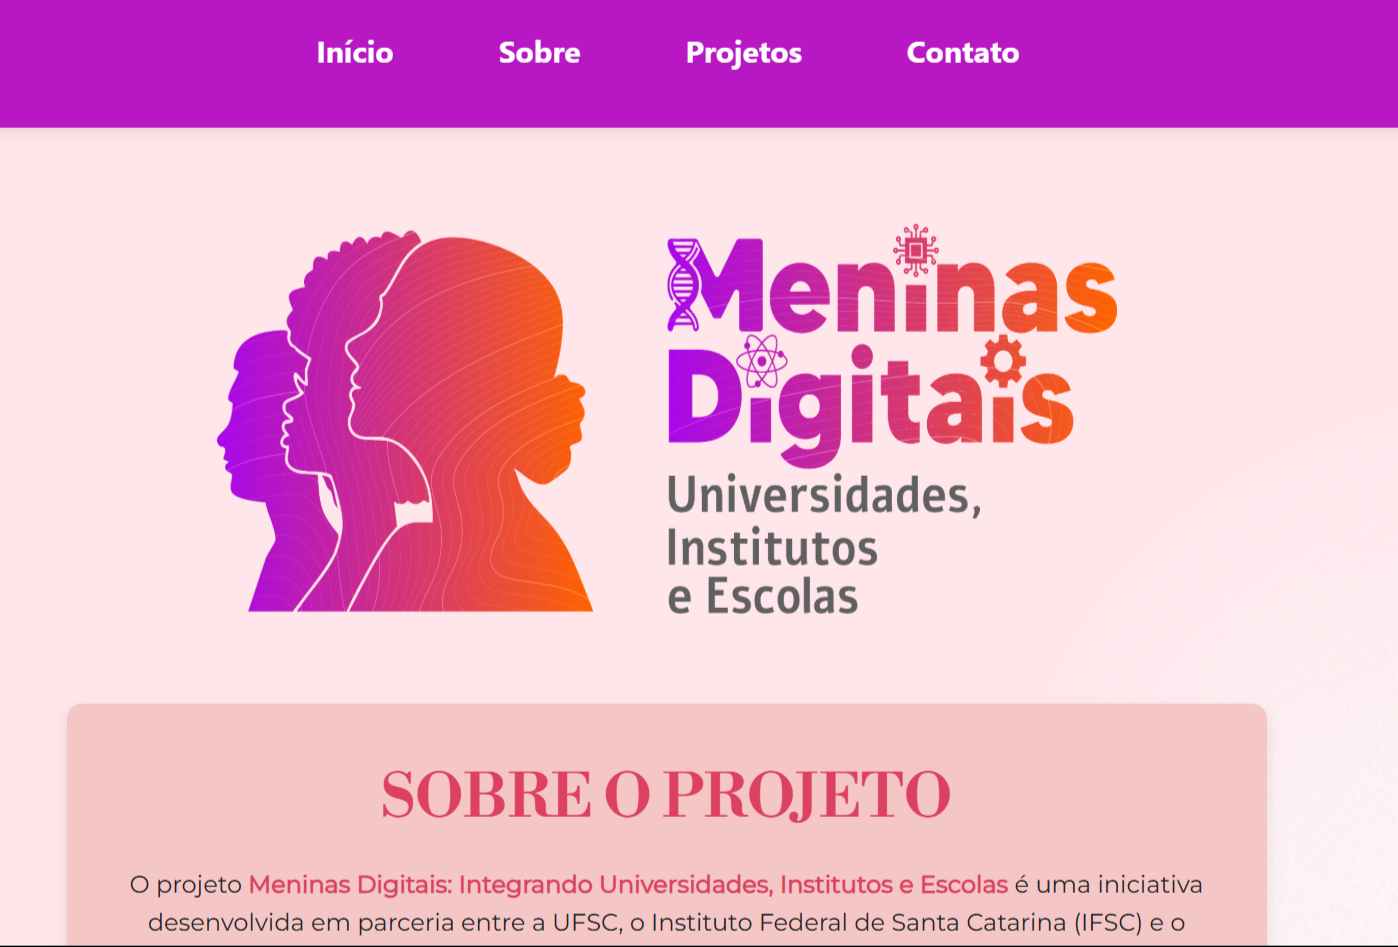 Início Sobre Projetos Contato
Meninas
Digitais
Universidades,
Institutos
e Escolas
SOBRE O PROJETO
O projeto Meninas Digitais: Integrando Universidades, Institutos e Escolas é uma iniciativa
desenvolvida em parceria entre a UFSC, o Instituto Federal de Santa Catarina (IFSC) e o